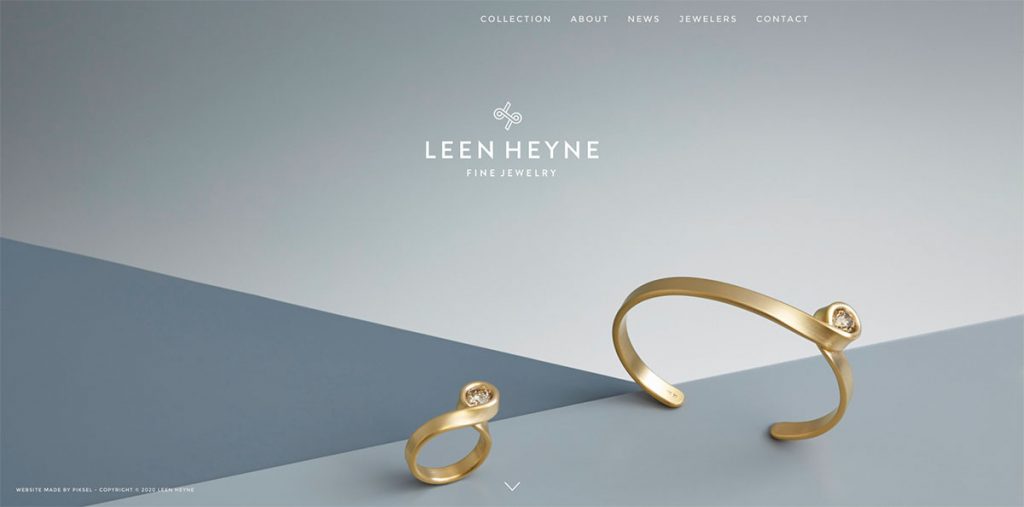 COLLECTION ABOUT NEWS JEWELERS CONTACT
LEEN HEYNE
FINE JEWELRY
WEBSITE MADE BY PIKSEL - COPYRIGHT © 2020 LEEN HEYNE